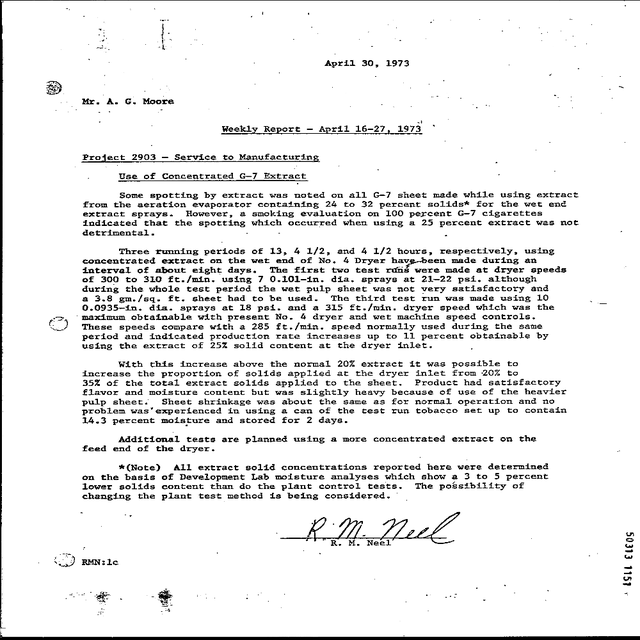 April 30, 1973
Mr. A. G. Moore
Weekly Report - April 16-27, 1973
Project 2903 - Service to Manufacturing
Use of Concentrated G-7 Extract
Some spotting by extract was noted on all G-7 sheet made while using extract
from the aeration evaporator containing 24 to 32 percent solids* for the wet end
extract sprays. However, a smoking evaluation on 100 percent G-7 cigarettes
indicated that the spotting which occurred when using a 25 percent extract was not
detrimental.
Three running periods of 13, 4 1/2, and 4 1/2 hours, respectively, using
concentrated extract on the wet end of No. 4 Dryer have been made during an
interval of about eight days. The first two test runs were made at dryer speeds
of 300 to 310 ft./min. using 7 0.101-in. dia. sprays at 21-22 psi. although
during the whole test period the wet pulp sheet was not very satisfactory and
a 3.8 gm./sq. ft. sheet had to be used. The third test run was made using 10
0.0935-in. dia. sprays at 18 psi. and a 315 ft./min. dryer speed which was the
maximum obtainable with present No. 4 dryer and wet machine speed controls.
These speeds compare with a 285 ft./min. speed normally used during the same
period and indicated production rate increases up to 11 percent obtainable by
using the extract of 25% solid content at the dryer inlet.
With this increase above the normal 20% extract it was possible to
increase the proportion of solids applied at the dryer inlet from 20% to
35% of the total extract solids applied to the sheet. Product had satisfactory
flavor and moisture content but was slightly heavy because of use of the heavier
pulp sheet. Sheet shrinkage was about the same as for normal operation and no
problem was experienced in using a can of the test run tobacco set up to contain
14.3 percent moisture and stored for 2 days.
Additional tests are planned using a more concentrated extract on the
feed end of the dryer.
*(Note) All extract solid concentrations reported here were determined
on the basis of Development Lab moisture analyses which show a 3 to 5 percent
lower solids content than do the plant control tests. The possibility of
changing the plant test method is being considered.
R. M. Neel
R. M. Neel
RMN:lc
50313 1151